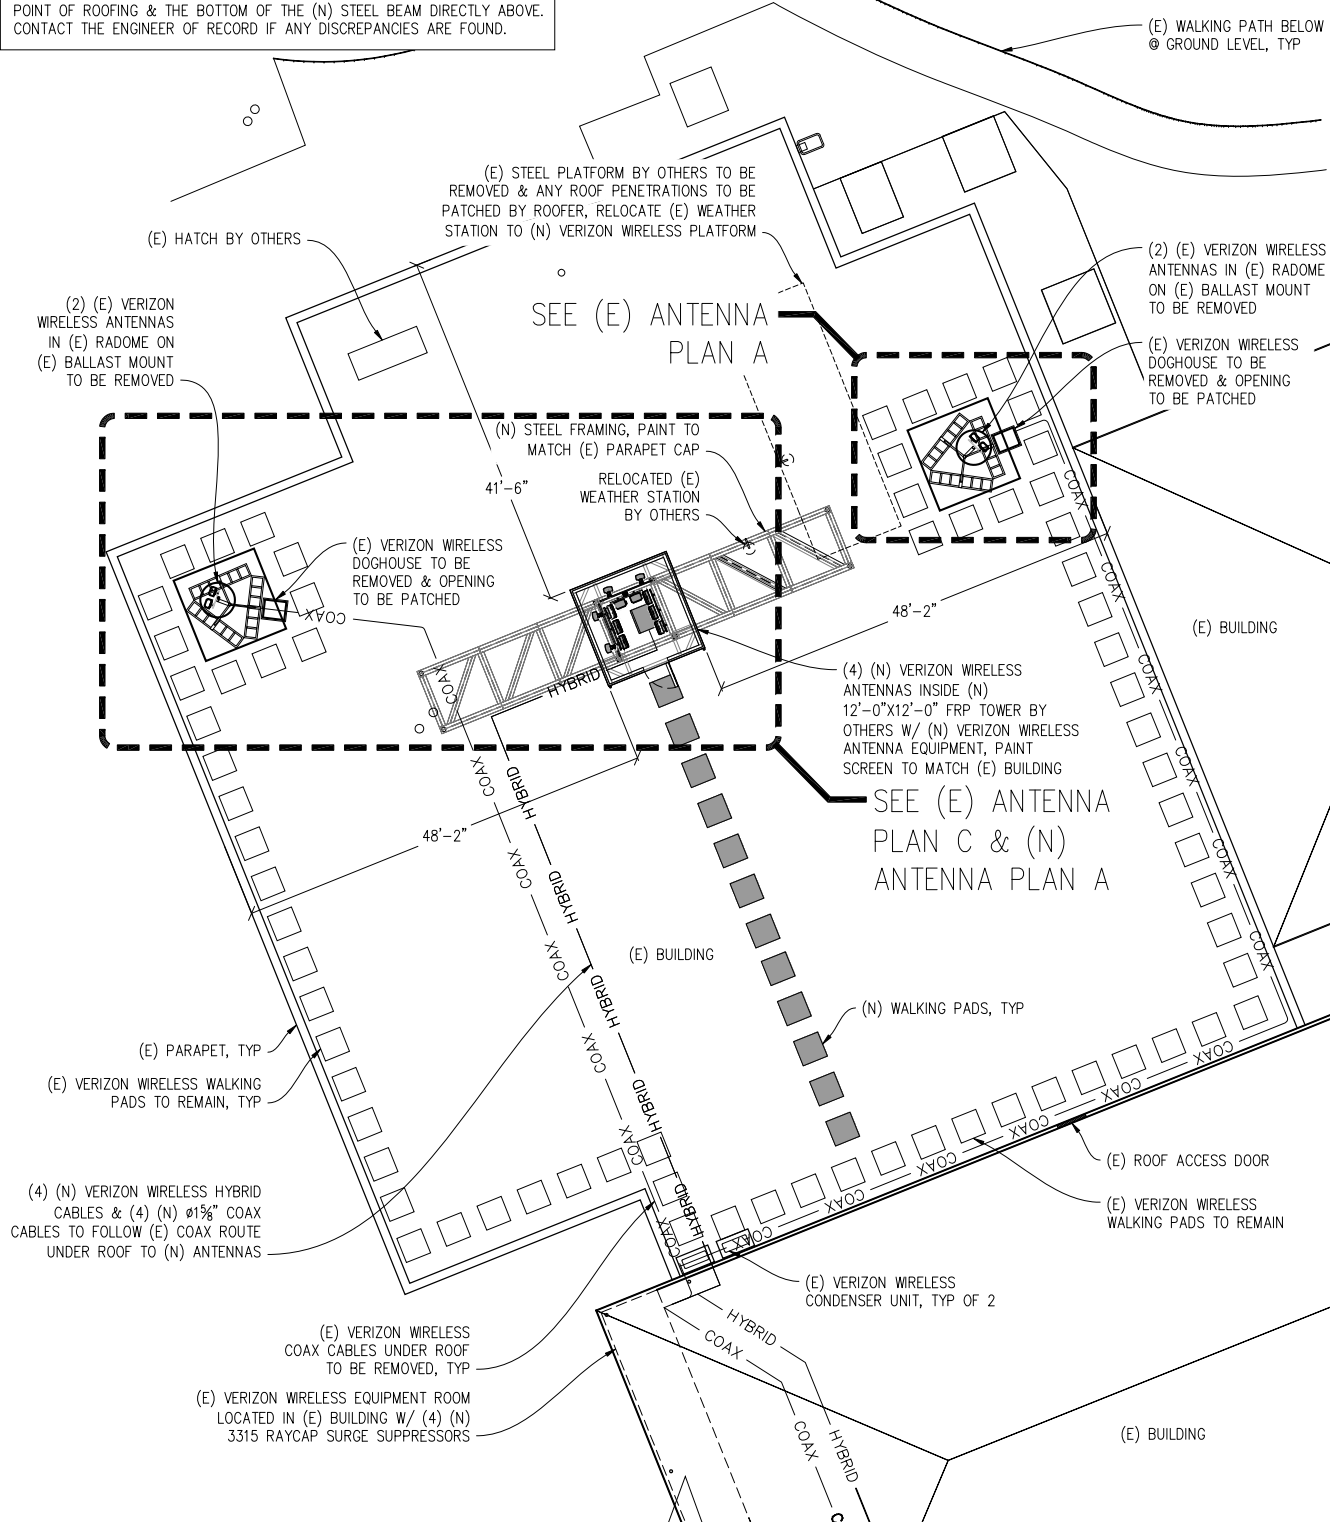 POINT OF ROOFING & THE BOTTOM OF THE (N) STEEL BEAM DIRECTLY ABOVE.
CONTACT THE ENGINEER OF RECORD IF ANY DISCREPANCIES ARE FOUND.
(E) WALKING PATH BELOW
@ GROUND LEVEL, TYP
(E) STEEL PLATFORM BY OTHERS TO BE
REMOVED & ANY ROOF PENETRATIONS TO BE
PATCHED BY ROOFER, RELOCATE (E) WEATHER
STATION TO (N) VERIZON WIRELESS PLATFORM
(E) HATCH BY OTHERS
(2) (E) VERIZON WIRELESS
ANTENNAS IN (E) RADOME
ON (E) BALLAST MOUNT
TO BE REMOVED
(2) (E) VERIZON
WIRELESS ANTENNAS
IN (E) RADOME ON
(E) BALLAST MOUNT
TO BE REMOVED
SEE (E) ANTENNA
PLAN A
(E) VERIZON WIRELESS
DOGHOUSE TO BE
REMOVED & OPENING
TO BE PATCHED
(N) STEEL FRAMING, PAINT TO
MATCH (E) PARAPET CAP
41'-6"
RELOCATED (E)
WEATHER STATION
BY OTHERS
(E) VERIZON WIRELESS
DOGHOUSE TO BE
REMOVED & OPENING
TO BE PATCHED
COAX
COAX
COAX
48'-2"
(E) BUILDING
COAX
HYBRID
COAX
(4) (N) VERIZON WIRELESS
ANTENNAS INSIDE (N)
12'-0"X12'-0" FRP TOWER BY
OTHERS W/ (N) VERIZON WIRELESS
ANTENNA EQUIPMENT, PAINT
SCREEN TO MATCH (E) BUILDING
COAX
COAX
HYBRID
SEE (E) ANTENNA
PLAN C & (N)
ANTENNA PLAN A
48'-2"
COAX
COAX
HYBRID
COAX
(E) BUILDING
COAX
COAX
HYBRID
(N) WALKING PADS, TYP
(E) PARAPET, TYP
COAX
COAX
(E) VERIZON WIRELESS WALKING
PADS TO REMAIN, TYP
HYBRID
COAX
COAX
COAX
(E) ROOF ACCESS DOOR
COAX
(4) (N) VERIZON WIRELESS HYBRID
CABLES & (4) (N) ø1⅝" COAX
CABLES TO FOLLOW (E) COAX ROUTE
UNDER ROOF TO (N) ANTENNAS
(E) VERIZON WIRELESS
WALKING PADS TO REMAIN
COAX
HYBRID
COAX
COAX
(E) VERIZON WIRELESS
CONDENSER UNIT, TYP OF 2
(E) VERIZON WIRELESS
COAX CABLES UNDER ROOF
TO BE REMOVED, TYP
HYBRID
COAX
(E) VERIZON WIRELESS EQUIPMENT ROOM
LOCATED IN (E) BUILDING W/ (4) (N)
3315 RAYCAP SURGE SUPPRESSORS
COAX
HYBRID
(E) BUILDING